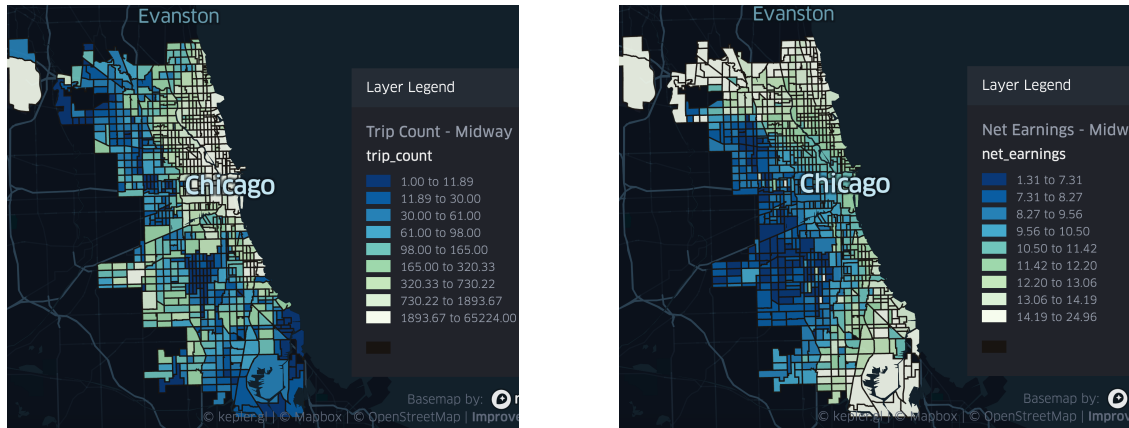 Evanston
Chicago
Layer Legend
Trip Count - Midway
trip_count
1.00 to 11.89
11.89 to 30.00
30.00 to 61.00
61.00 to 98.00
98.00 to 165.00
165.00 to 320.33
320.33 to 730.22
730.22 to 1893.67
1893.67 to 65224.00
Basemap by:
© kepler.gl | © Mapbox | © OpenStreetMap | Improve
Evanston
Chicago
Layer Legend
Net Earnings - Midw
net_earnings
1.31 to 7.31
7.31 to 8.27
8.27 to 9.56
9.56 to 10.50
10.50 to 11.42
11.42 to 12.20
12.20 to 13.06
13.06 to 14.19
14.19 to 24.96
Basemap by:
© kepler.gl | © Mapbox | © OpenStreetMap | Improv